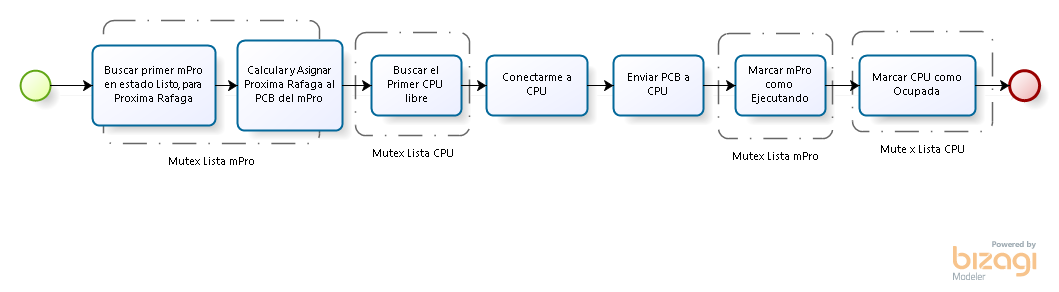 Buscar primer mPro
en estado Listo, para
Proxima Rafaga
Calcular y Asignar
Proxima Rafaga al
PCB del mPro
Mutex Lista mPro
Buscar el
Primer CPU
libre
Mutex Lista CPU
Conectarme a
CPU
Enviar PCB a
CPU
Marcar mPro
como
Ejecutando
Mutex Lista mPro
Marcar CPU como
Ocupada
Mute x Lista CPU
Powered by
bizagi
Modeler